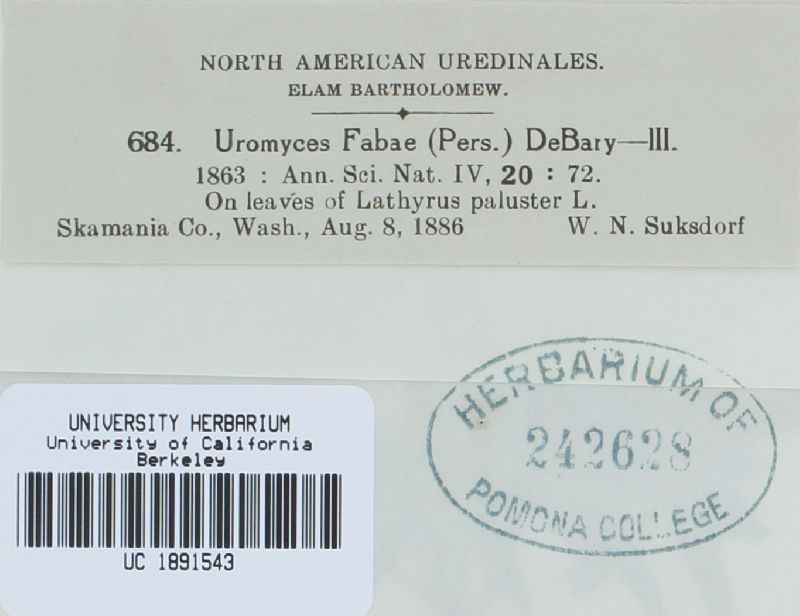 NORTH AMERICAN UREDINALES.
ELAM BARTHOLOMEW.
684. Uromyces Fabae (Pers.) DeBary—III.
1863 : Ann. Sci. Nat. IV, 20 : 72.
On leaves of Lathyrus paluster L.
Skamania Co., Wash., Aug. 8, 1886 W. N. Suksdorf
HERBARIUM OF
242628
POMONA COLLEGE
UNIVERSITY HERBARIUM
University of California
Berkeley
UC 1891543